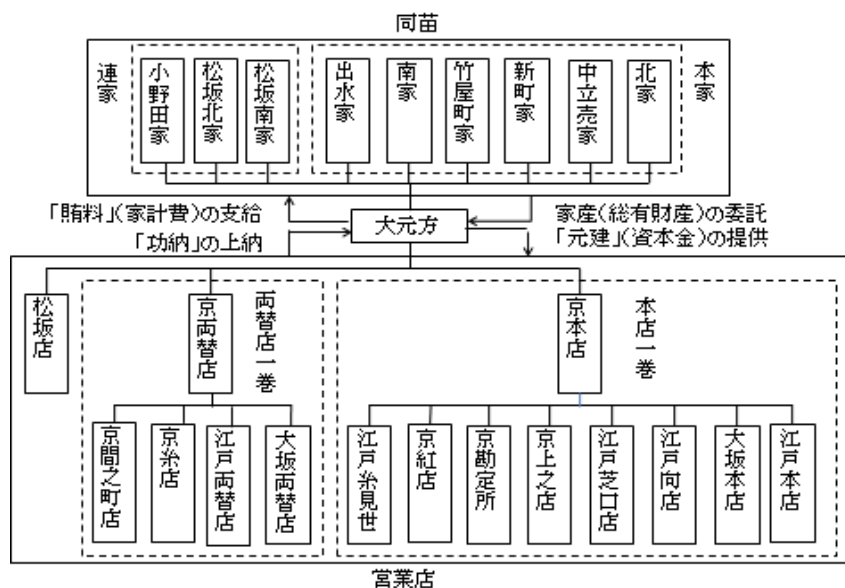 同苗
本家
北家
中立売家
新町家
竹屋町家
南家
出水家
松坂南家
松坂北家
小野田家
連家
「賄料」(家計費)の支給
「功納」の上納
大元方
家産(総有財産)の委託
「元建」(資本金)の提供
本店一巻
京本店
江戸本店
大坂本店
江戸向店
江戸芝口店
京上之店
京勘定所
京紅店
江戸糸見世
両替店一巻
京両替店
大坂両替店
江戸両替店
京糸店
京間之町店
松坂店
営業店